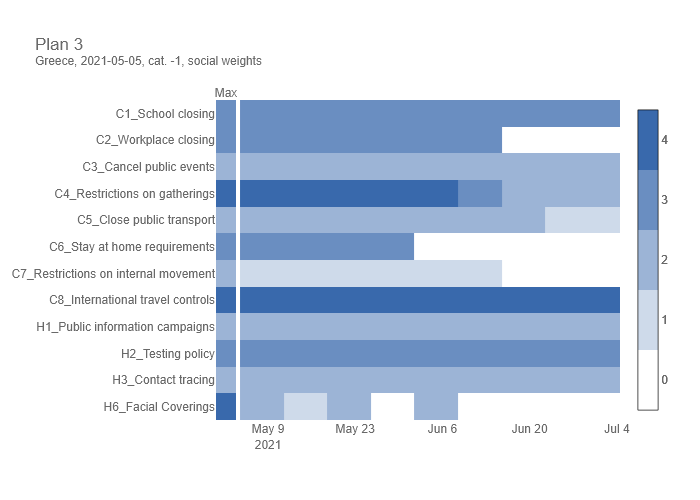 Plan 3
Greece, 2021-05-05, cat. -1, social weights
Max
C1_School closing
C2_Workplace closing
C3_Cancel public events
C4_Restrictions on gatherings
C5_Close public transport
C6_Stay at home requirements
C7_Restrictions on internal movement
C8_International travel controls
H1_Public information campaigns
H2_Testing policy
H3_Contact tracing
H6_Facial Coverings
May 9 May 23 Jun 6 Jun 20 Jul 4
2021
4
3
2
1
0